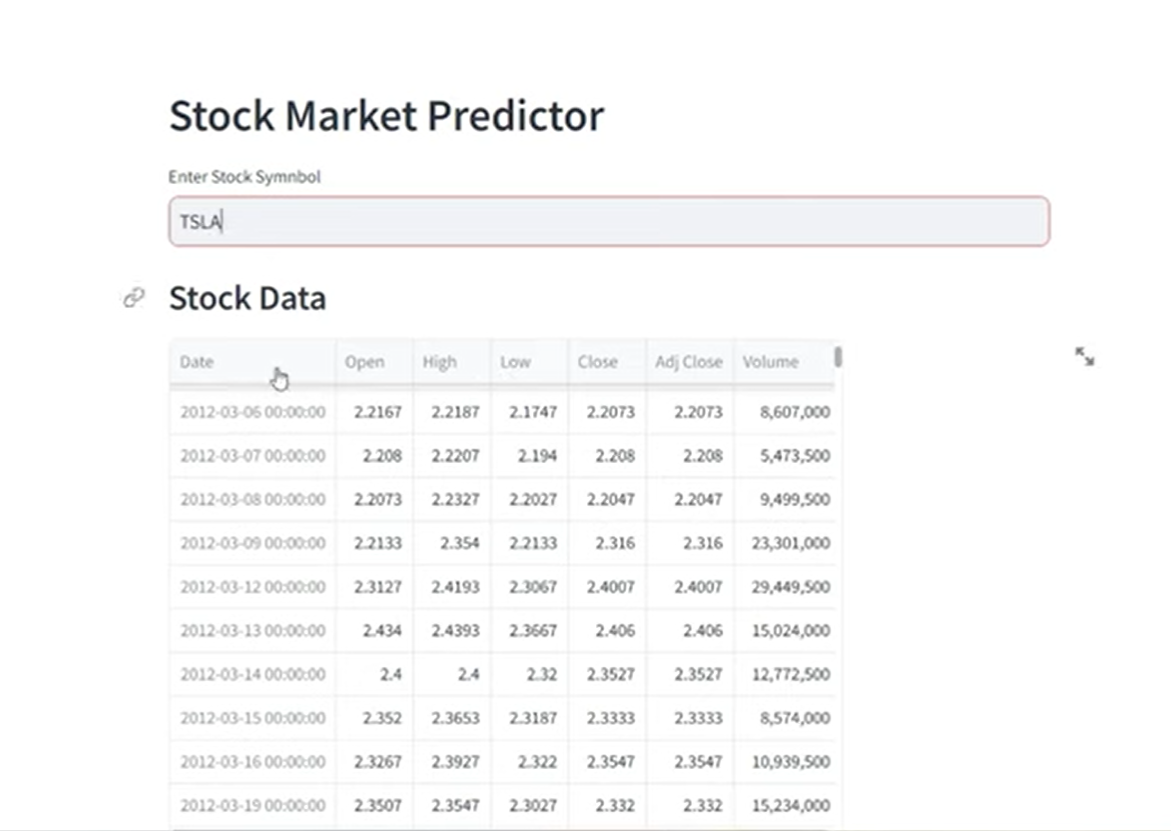 Stock Market Predictor
Enter Stock Symnbol
TSLA
Stock Data
Date Open High Low Close Adj Close Volume
2012-03-06 00:00:00 2.2167 2.2187 2.1747 2.2073 2.2073 8,607,000
2012-03-07 00:00:00 2.208 2.2207 2.194 2.208 2.208 5,473,500
2012-03-08 00:00:00 2.2073 2.2327 2.2027 2.2047 2.2047 9,499,500
2012-03-09 00:00:00 2.2133 2.354 2.2133 2.316 2.316 23,301,000
2012-03-12 00:00:00 2.3127 2.4193 2.3067 2.4007 2.4007 29,449,500
2012-03-13 00:00:00 2.434 2.4393 2.3667 2.406 2.406 15,024,000
2012-03-14 00:00:00 2.4 2.4 2.32 2.3527 2.3527 12,772,500
2012-03-15 00:00:00 2.352 2.3653 2.3187 2.3333 2.3333 8,574,000
2012-03-16 00:00:00 2.3267 2.3927 2.322 2.3547 2.3547 10,939,500
2012-03-19 00:00:00 2.3507 2.3547 2.3027 2.332 2.332 15,234,000